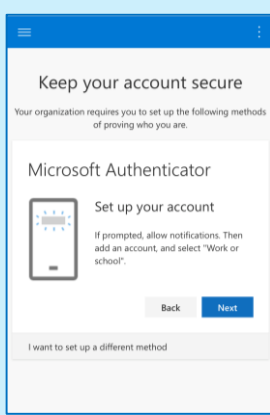 Keep your account secure
Your organization requires you to set up the following methods
of proving who you are.
Microsoft Authenticator
Set up your account
If prompted, allow notifications. Then
add an account, and select "Work or
school".
Back Next
I want to set up a different method